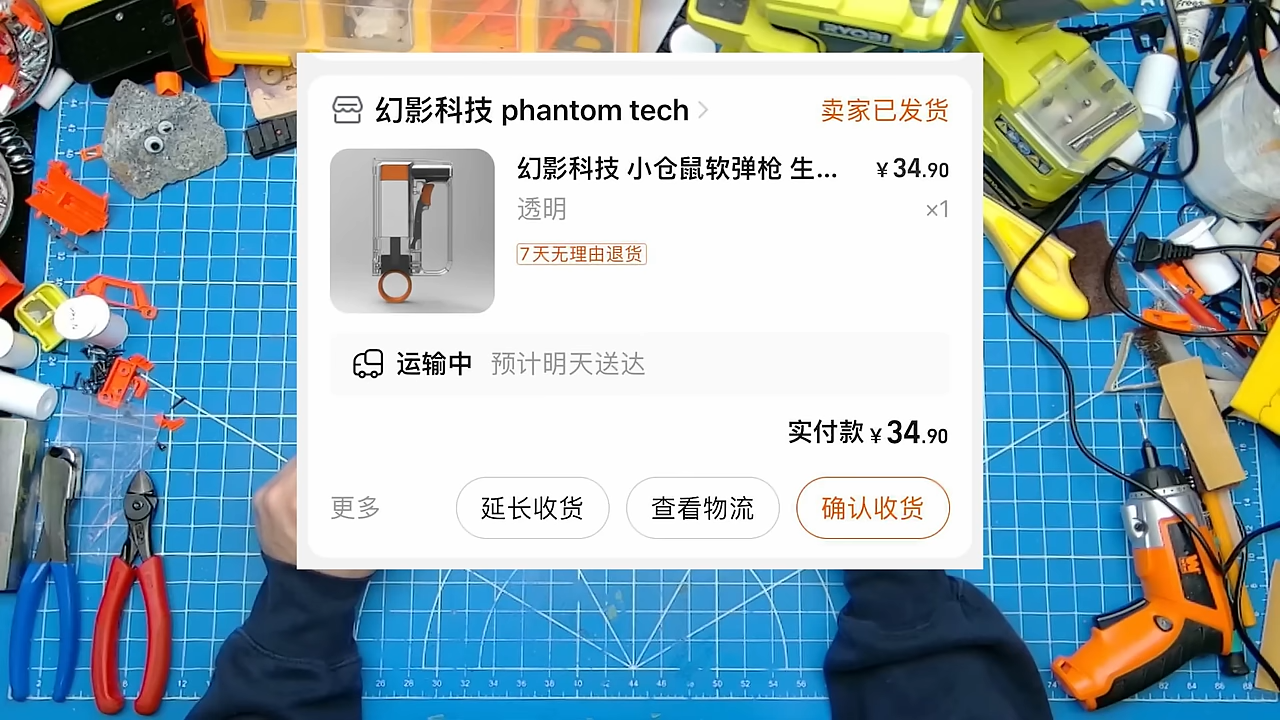 RYOBI
幻影科技 phantom tech
卖家已发货
幻影科技 小仓鼠软弹枪 生...
¥34.90
透明
×1
7天无理由退货
运输中 预计明天送达
实付款 ¥34.90
更多
延长收货
查看物流
确认收货